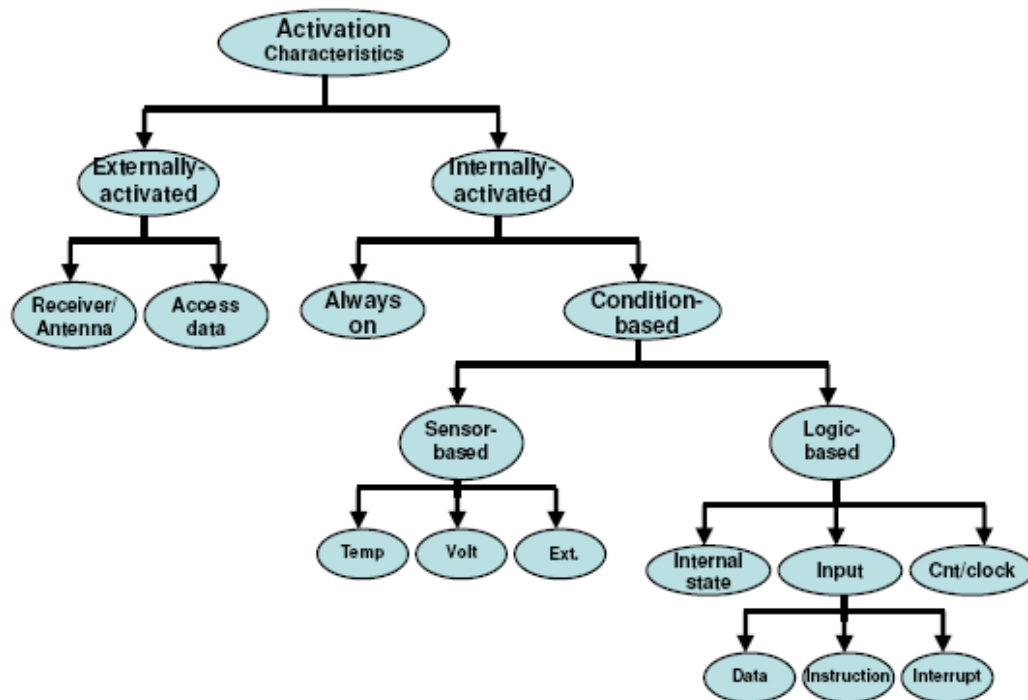 Activation
Characteristics
Externally-
activated
Internally-
activated
Receiver/
Antenna
Access
data
Always
on
Condition-
based
Sensor-
based
Logic-
based
Temp
Volt
Ext.
Internal
state
Input
Cnt/clock
Data
Instruction
Interrupt